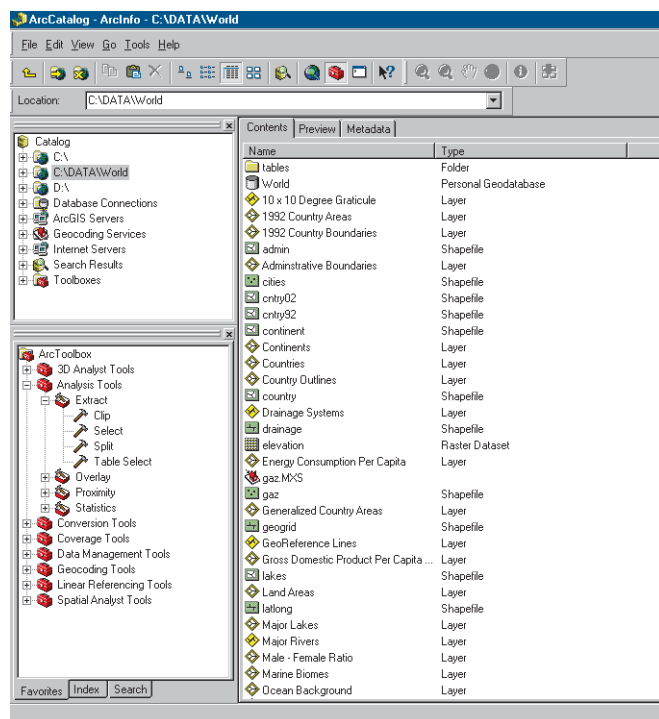 ArcCatalog - ArcInfo - C:\DATA\World
File Edit View Go Tools Help
Location: C:\DATA\World
Catalog
C:\
C:\DATA\World
D:\
Database Connections
ArcGIS Servers
Geocoding Services
Internet Servers
Search Results
Toolboxes
ArcToolbox
3D Analyst Tools
Analysis Tools
Extract
Clip
Select
Split
Table Select
Overlay
Proximity
Statistics
Conversion Tools
Coverage Tools
Data Management Tools
Geocoding Tools
Linear Referencing Tools
Spatial Analyst Tools
Favorites Index Search
Contents Preview Metadata
Name Type
tables Folder
World Personal Geodatabase
10 x 10 Degree Graticule Layer
1992 Country Areas Layer
1992 Country Boundaries Layer
admin Shapefile
Adminstrative Boundaries Layer
cities Shapefile
cntry02 Shapefile
cntry92 Shapefile
continent Shapefile
Continents Layer
Countries Layer
Country Outlines Layer
country Shapefile
Drainage Systems Layer
drainage Shapefile
elevation Raster Dataset
Energy Consumption Per Capita Layer
gaz.MXS
gaz Shapefile
Generalized Country Areas Layer
geogrid Shapefile
GeoReference Lines Layer
Gross Domestic Product Per Capita ... Layer
lakes Shapefile
Land Areas Layer
latlong Shapefile
Major Lakes Layer
Major Rivers Layer
Male - Female Ratio Layer
Marine Biomes Layer
Ocean Background Layer